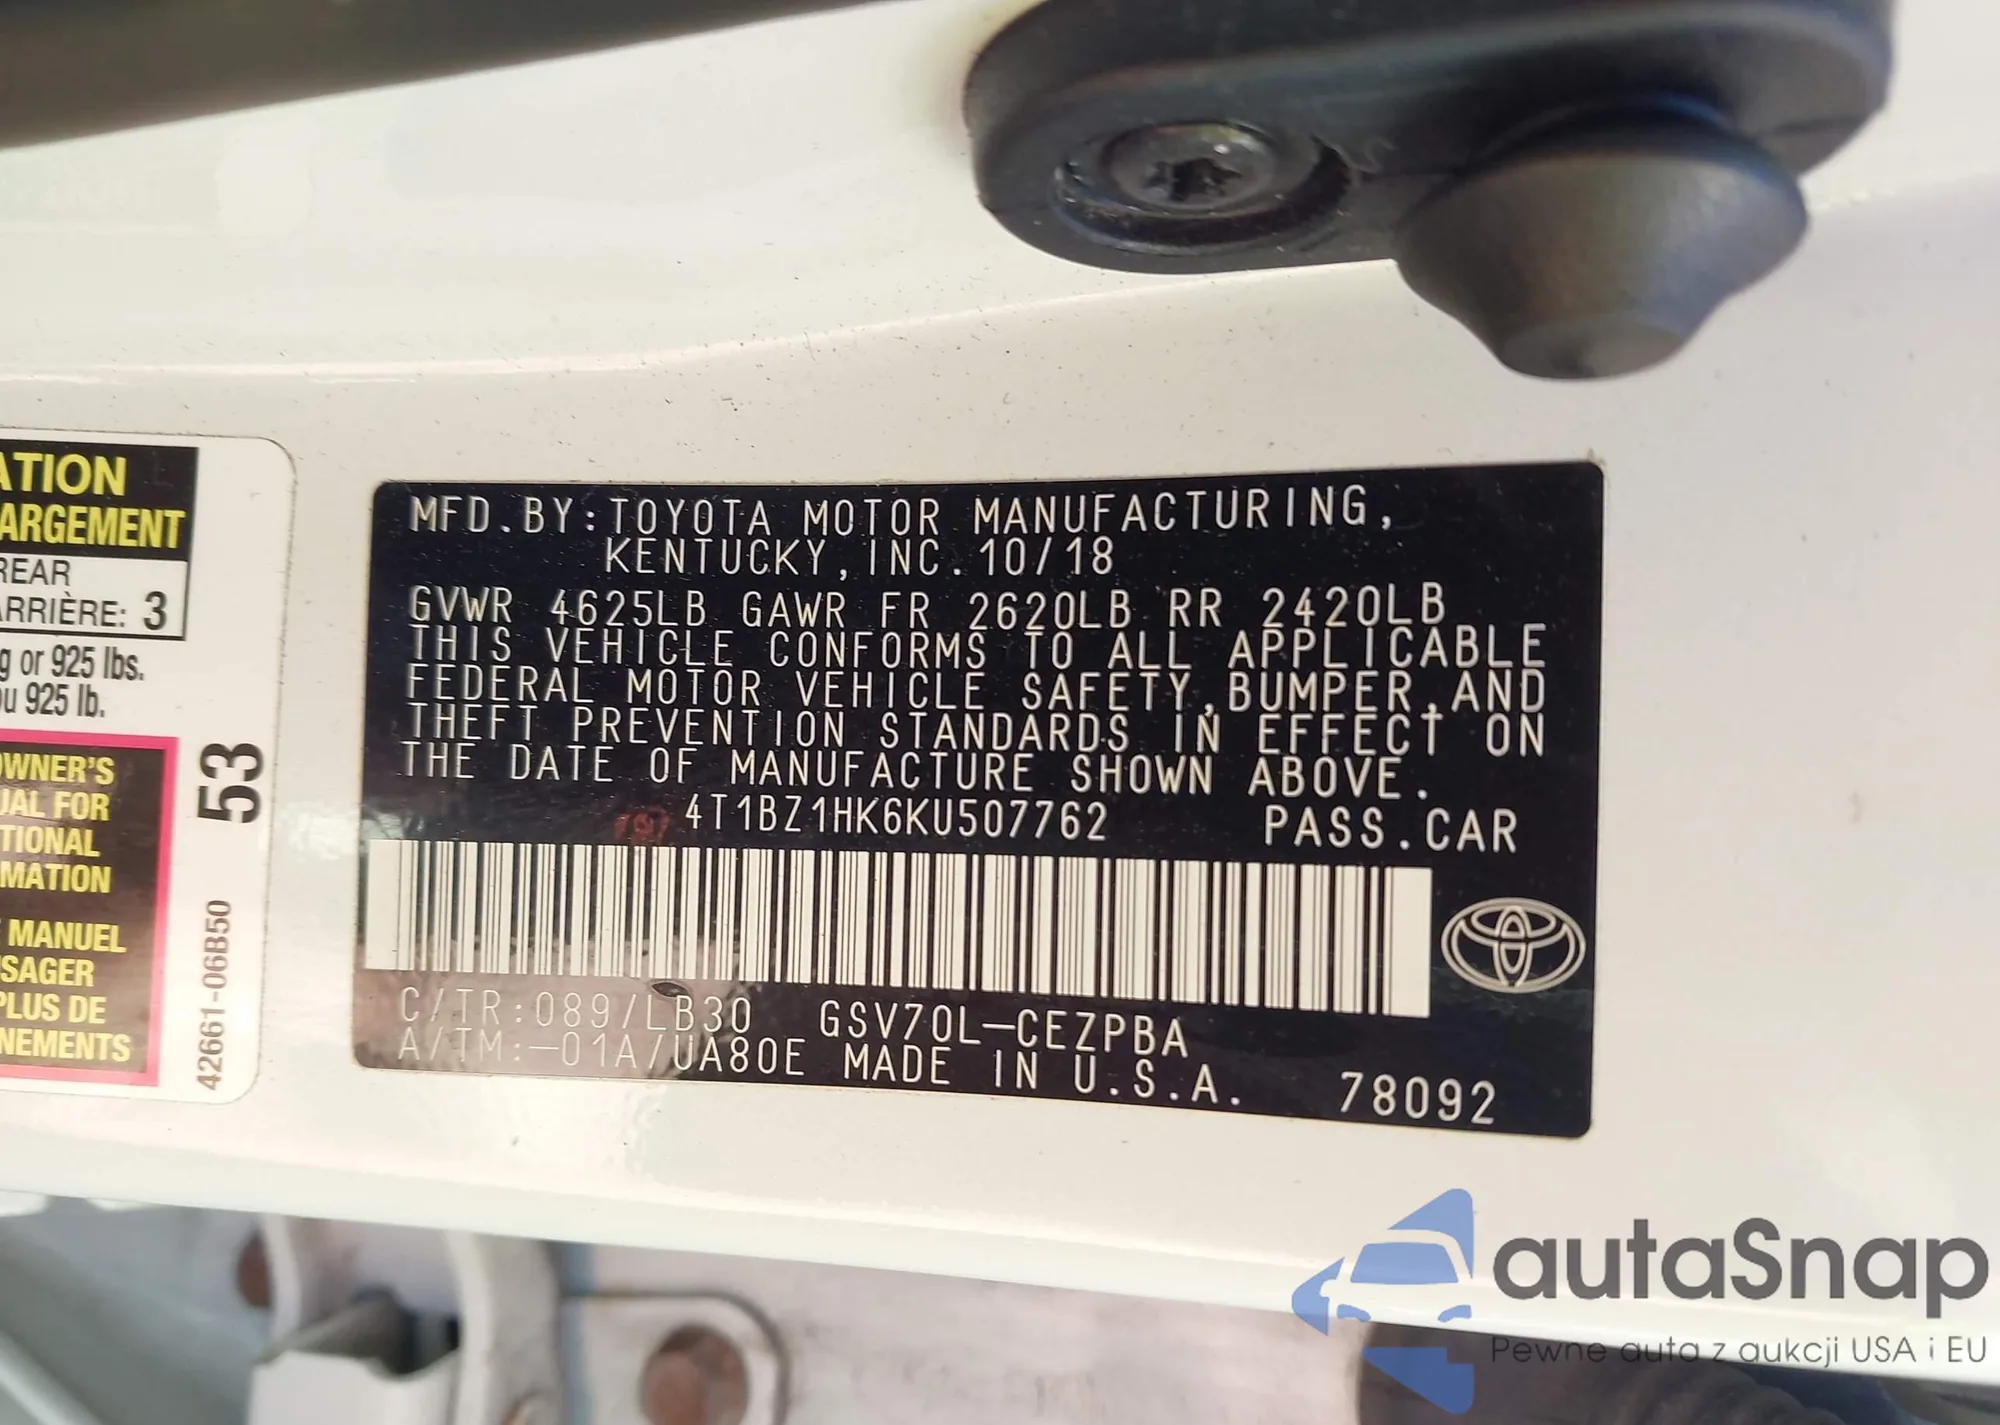 ATION
ARGEMENT
REAR
ARRIÈRE: 3
g or 925 lbs.
ou 925 lb.
OWNER'S
UAL FOR
TIONAL
MATION
MANUEL
SAGER
PLUS DE
NEMENTS
53
42661-06B50
MFD.BY:TOYOTA MOTOR MANUFACTURING,
KENTUCKY,INC.10/18
GVWR 4625LB GAWR FR 2620LB RR 2420LB
THIS VEHICLE CONFORMS TO ALL APPLICABLE
FEDERAL MOTOR VEHICLE SAFETY,BUMPER,AND
THEFT PREVENTION STANDARDS IN EFFECT ON
THE DATE OF MANUFACTURE SHOWN ABOVE.
4T1BZ1HK6KU507762 PASS.CAR
C/TR:089/LB30 GSV70L-CEZPBA
A/TM:-01A/UA80E MADE IN U.S.A. 78092
autaSnap
Pewne auta z aukcji USA i EU